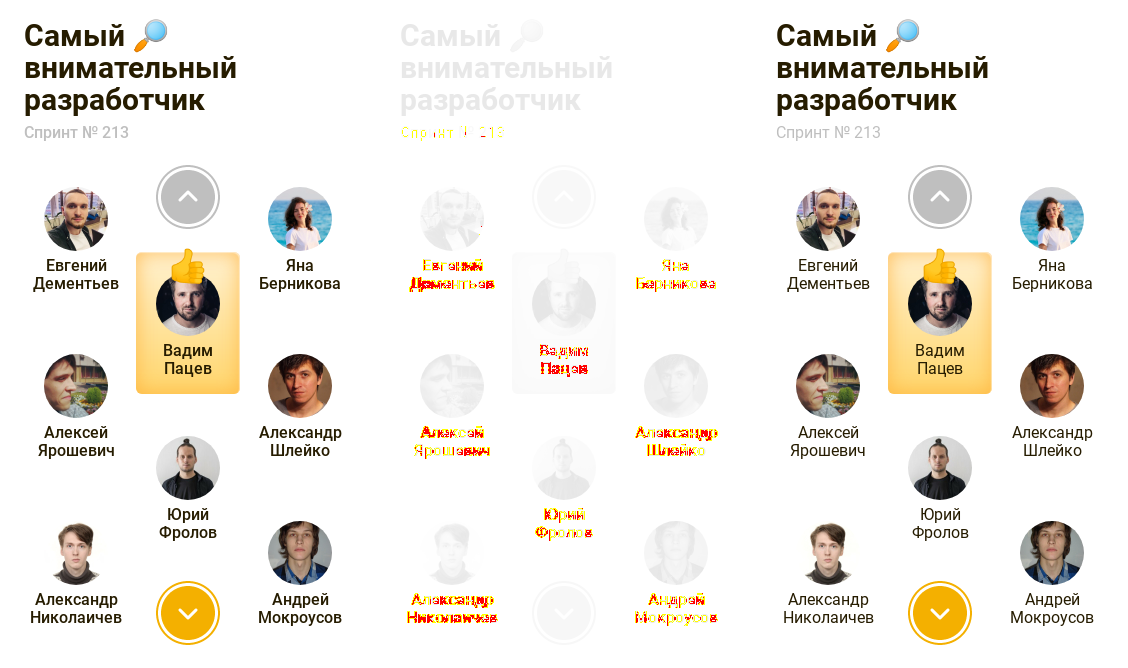 Самый 🔎
внимательный
разработчик
Спринт № 213
Евгений
Дементьев
Яна
Берникова
Вадим
Пацев
Алексей
Ярошевич
Александр
Шлейко
Юрий
Фролов
Александр
Николаичев
Андрей
Мокроусов
Самый 🔎
внимательный
разработчик
Спринт № 213
Евгений
Дементьев
Яна
Берникова
Вадим
Пацев
Алексей
Ярошевич
Александр
Шлейко
Юрий
Фролов
Александр
Николаичев
Андрей
Мокроусов
Самый 🔎
внимательный
разработчик
Спринт № 213
Евгений
Дементьев
Яна
Берникова
Вадим
Пацев
Алексей
Ярошевич
Александр
Шлейко
Юрий
Фролов
Александр
Николаичев
Андрей
Мокроусов